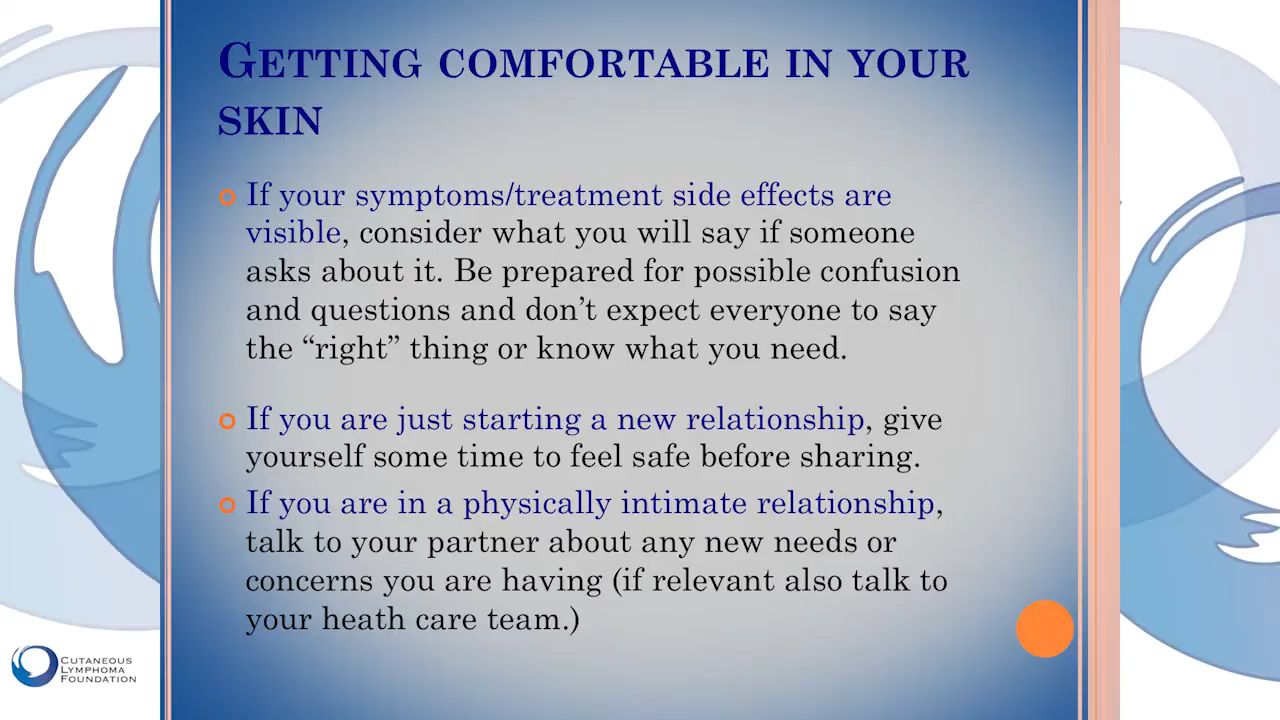 GETTING COMFORTABLE IN YOUR
SKIN
If your symptoms/treatment side effects are
visible, consider what you will say if someone
asks about it. Be prepared for possible confusion
and questions and don’t expect everyone to say
the “right” thing or know what you need.
If you are just starting a new relationship, give
yourself some time to feel safe before sharing.
If you are in a physically intimate relationship,
talk to your partner about any new needs or
concerns you are having (if relevant also talk to
your heath care team.)
CUTANEOUS
LYMPHOMA
FOUNDATION